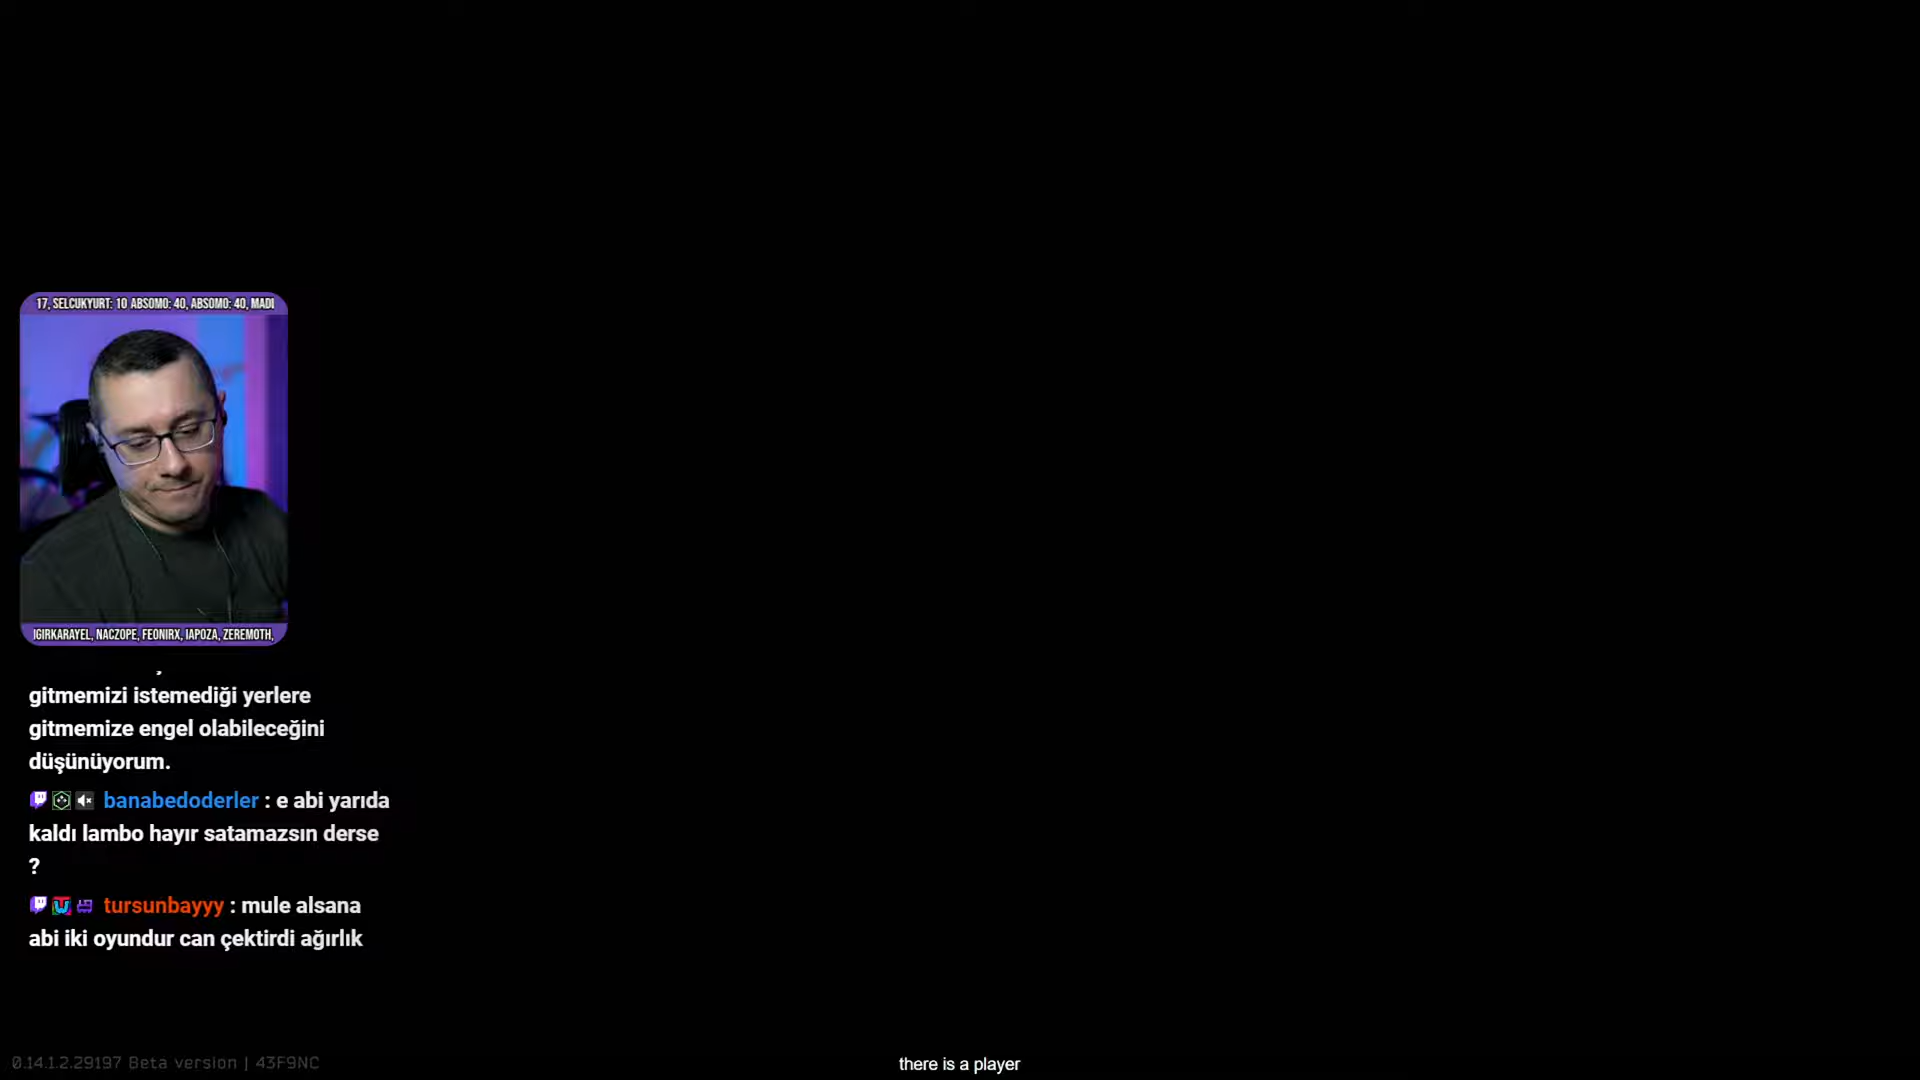 17, SELCUKYURT: 10 ABSOMO: 40, ABSOMO: 40, MADI
IGIRKARAYEL, NACZOPE, FEONIRX, IAPOZA, ZEREMOTH,
gitmemizi istemediği yerlere
gitmemize engel olabileceğini
düşünüyorum.
banabedoderler : e abi yarıda
kaldı lambo hayır satamazsın derse
?
tursunbayyy : mule alsana
abi iki oyundur can çektirdi ağırlık
0.14.1.2.29197 Beta version | 43F9NC
there is a player